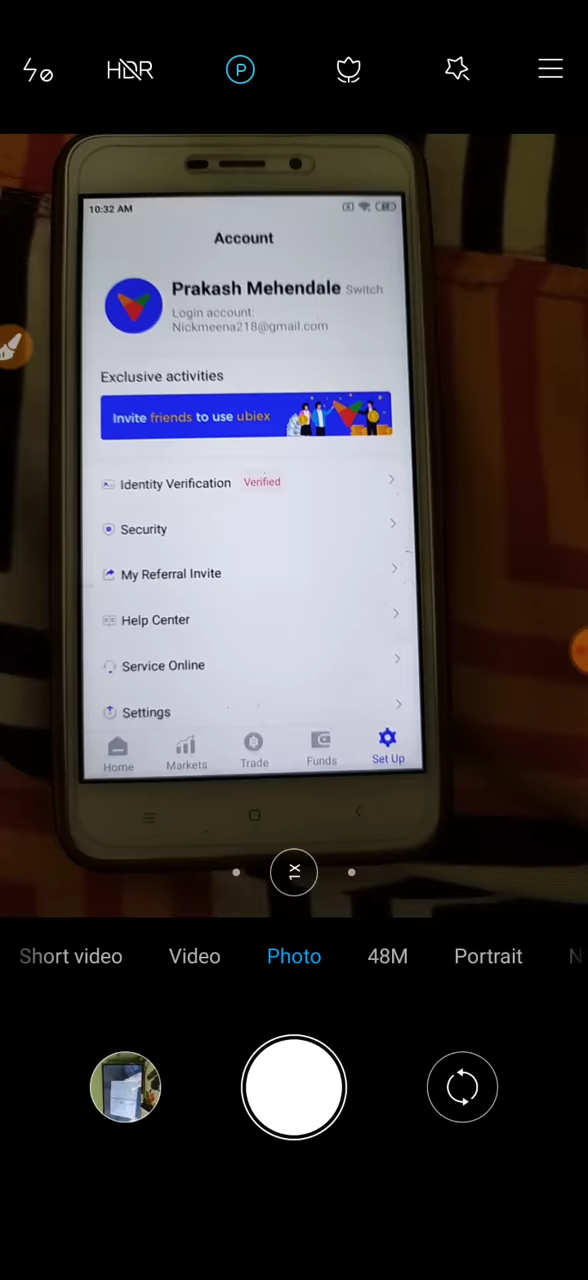 HDR
P
10:32 AM
Account
Prakash Mehendale Switch
Login account:
Nickmeena218@gmail.com
Exclusive activities
Invite friends to use ubiex
Identity Verification Verified
Security
My Referral Invite
Help Center
Service Online
Settings
Home Markets Trade Funds Set Up
1X
Short video Video Photo 48M Portrait N